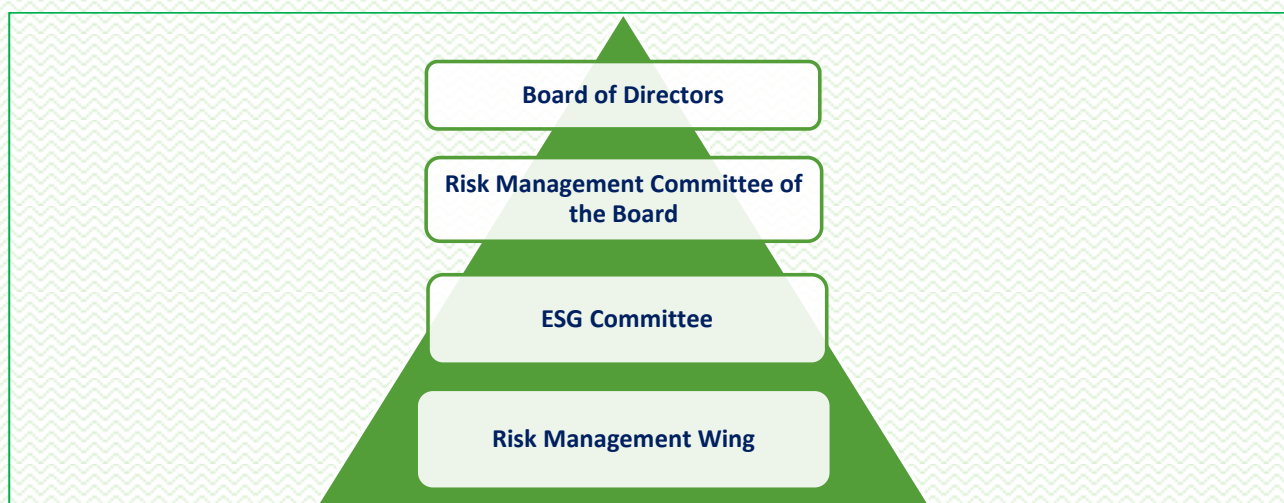 Board of Directors
Risk Management Committee of
the Board
ESG Committee
Risk Management Wing